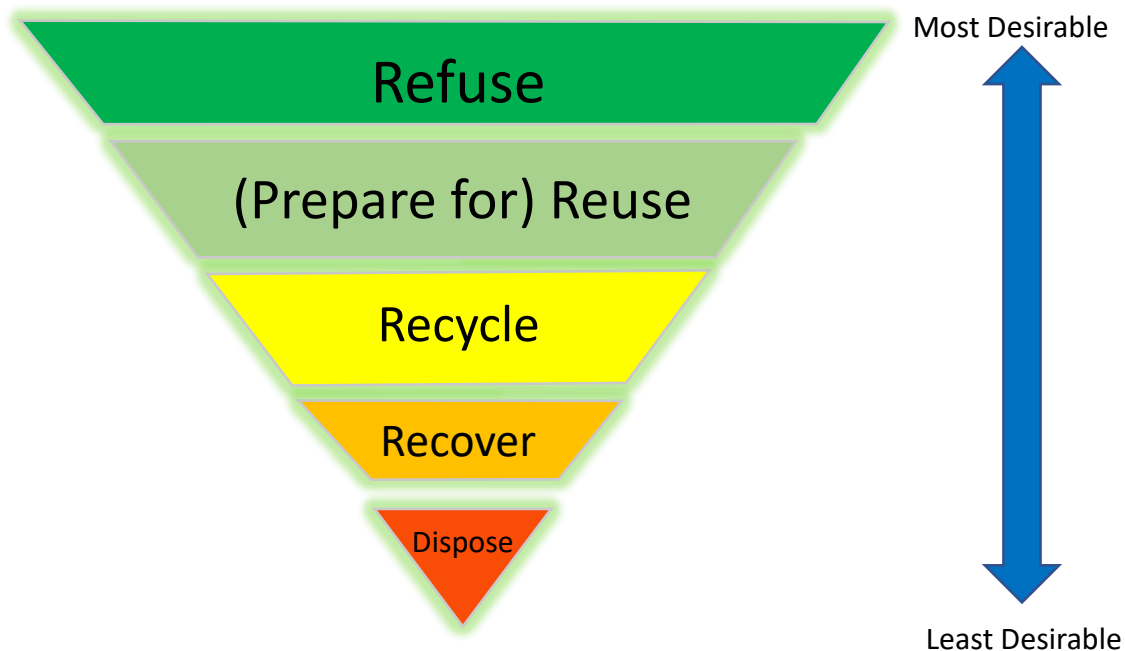 Most Desirable
Refuse
(Prepare for) Reuse
Recycle
Recover
Dispose
Least Desirable